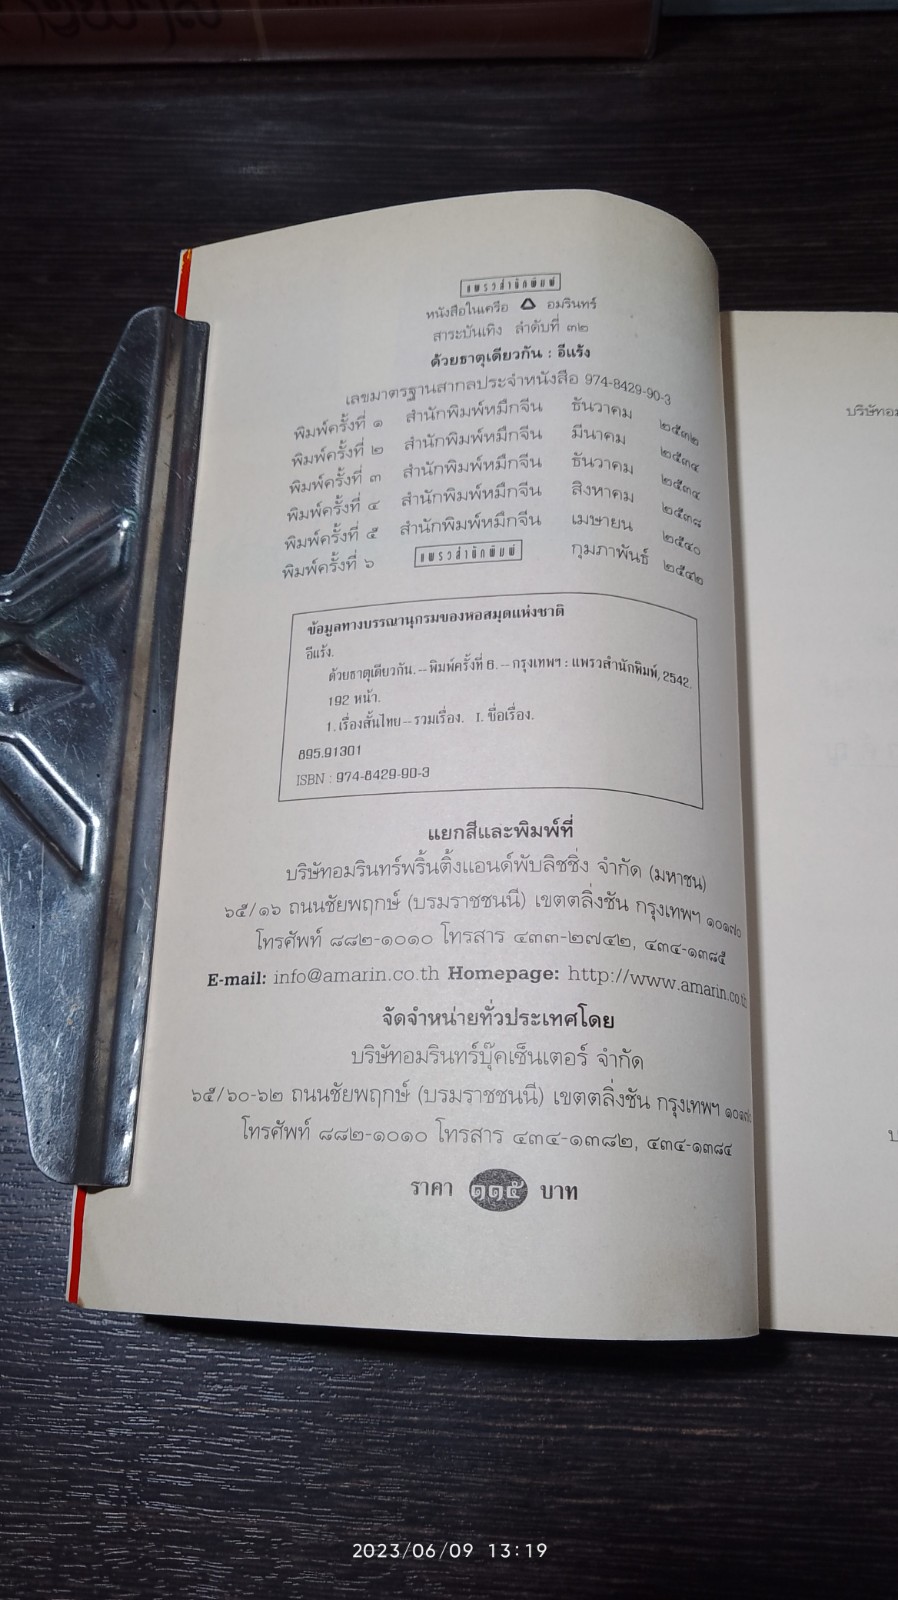 แพรวสำนักพิมพ์
หนังสือในเครือ อมรินทร์
สาระบันเทิง ลำดับที่ ๓๒
ด้วยธาตุเดียวกัน : อีแร้ง
เลขมาตรฐานสากลประจำหนังสือ 974-8429-90-3
พิมพ์ครั้งที่ ๑ สำนักพิมพ์หมึกจีน ธันวาคม ๒๕๓๒
พิมพ์ครั้งที่ ๒ สำนักพิมพ์หมึกจีน มีนาคม ๒๕๓๔
พิมพ์ครั้งที่ ๓ สำนักพิมพ์หมึกจีน ธันวาคม ๒๕๓๔
พิมพ์ครั้งที่ ๔ สำนักพิมพ์หมึกจีน สิงหาคม ๒๕๓๘
พิมพ์ครั้งที่ ๕ สำนักพิมพ์หมึกจีน เมษายน ๒๕๔๐
พิมพ์ครั้งที่ ๖ แพรวสำนักพิมพ์ กุมภาพันธ์ ๒๕๔๒
ข้อมูลทางบรรณานุกรมของหอสมุดแห่งชาติ
อีแร้ง.
ด้วยธาตุเดียวกัน.--พิมพ์ครั้งที่ 6.--กรุงเทพฯ : แพรวสำนักพิมพ์, 2542.
192 หน้า.
1. เรื่องสั้นไทย--รวมเรื่อง. I. ชื่อเรื่อง.
895.91301
ISBN : 974-8429-90-3
แยกสีและพิมพ์ที่
บริษัทอมรินทร์พริ้นติ้งแอนด์พับลิชชิ่ง จำกัด (มหาชน)
๖๕/๑๖ ถนนชัยพฤกษ์ (บรมราชชนนี) เขตตลิ่งชัน กรุงเทพฯ ๑๐๑๗๐
โทรศัพท์ ๘๘๒-๑๐๑๐ โทรสาร ๔๓๓-๒๗๔๒, ๔๓๔-๑๓๘๕
E-mail: info@amarin.co.th Homepage: http://www.amarin.co.th
จัดจำหน่ายทั่วประเทศโดย
บริษัทอมรินทร์บุ๊คเซ็นเตอร์ จำกัด
๖๕/๖๐-๖๒ ถนนชัยพฤกษ์ (บรมราชชนนี) เขตตลิ่งชัน กรุงเทพฯ ๑๐๑๗๐
โทรศัพท์ ๘๘๒-๑๐๑๐ โทรสาร ๔๓๔-๑๓๘๒, ๔๓๔-๑๓๘๔
ราคา ๑๑๕ บาท
2023/06/09 13:19